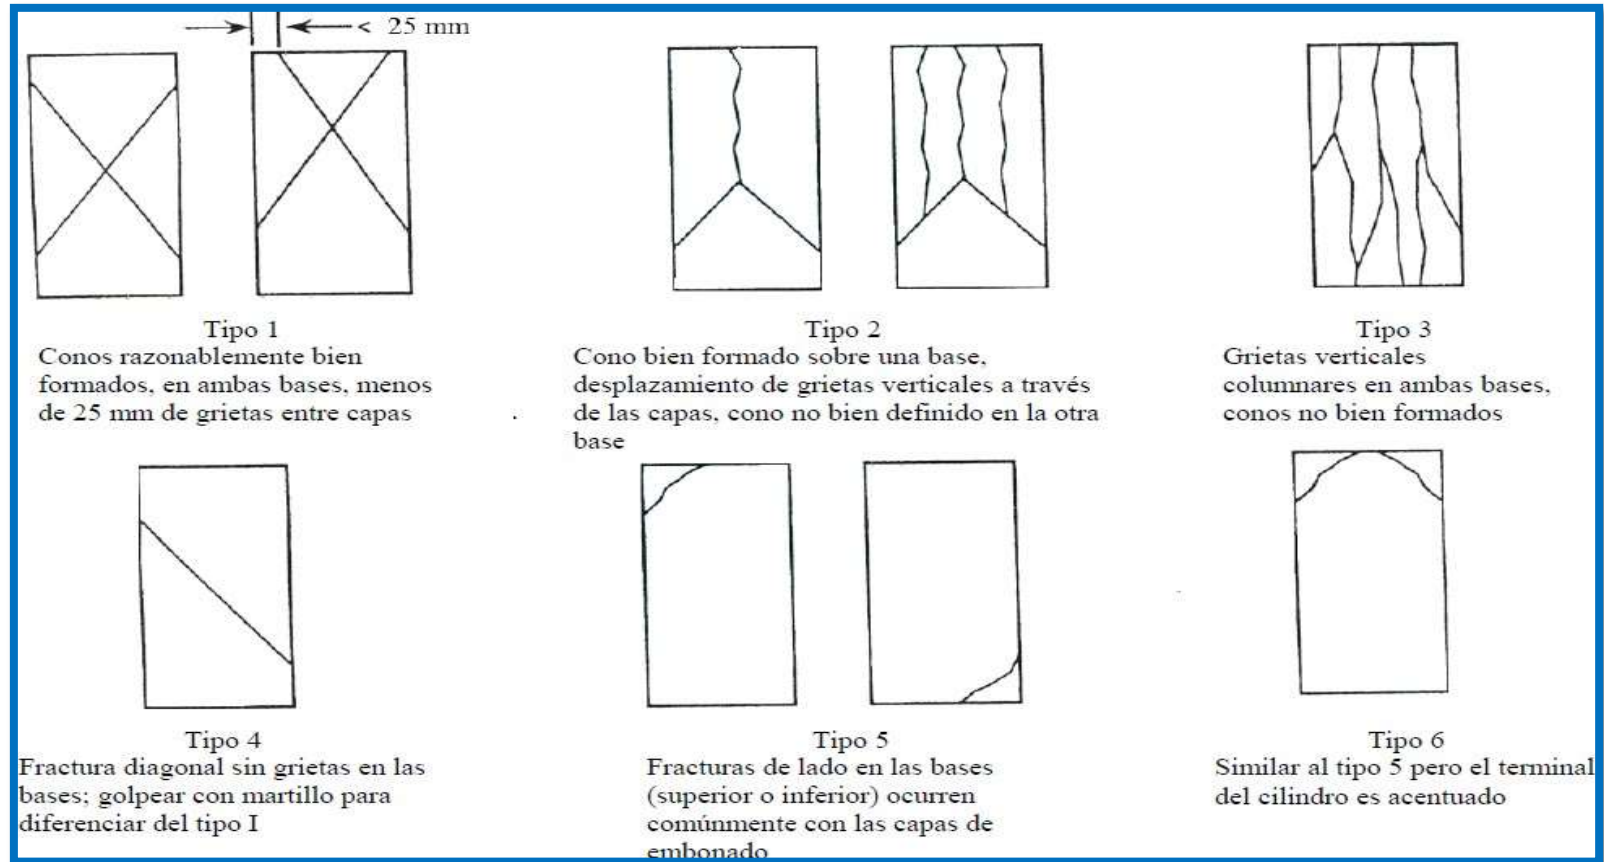 < 25 mm
Tipo 1
Conos razonablemente bien
formados, en ambas bases, menos
de 25 mm de grietas entre capas
Tipo 2
Cono bien formado sobre una base,
desplazamiento de grietas verticales a través
de las capas, cono no bien definido en la otra
base
Tipo 3
Grietas verticales
columnares en ambas bases,
conos no bien formados
Tipo 4
Fractura diagonal sin grietas en las
bases; golpear con martillo para
diferenciar del tipo I
Tipo 5
Fracturas de lado en las bases
(superior o inferior) ocurren
comúnmente con las capas de
embonado
Tipo 6
Similar al tipo 5 pero el terminal
del cilindro es acentuado